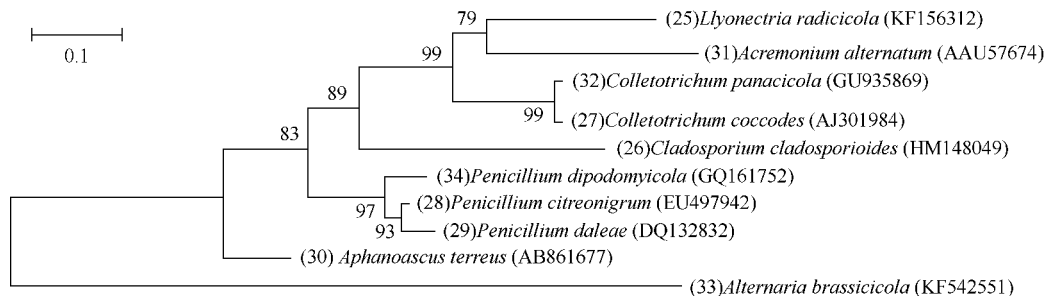 79
(25)Llyonectria radicicola (KF156312)
0.1
99
(31)Acremonium alternatum (AAU57674)
(32)Colletotrichum panacicola (GU935869)
89
99
(27)Colletotrichum coccodes (AJ301984)
83
(26)Cladosporium cladosporioides (HM148049)
(34)Penicillium dipodomyicola (GQ161752)
97
(28)Penicillium citreonigrum (EU497942)
93
(29)Penicillium daleae (DQ132832)
(30) Aphanoascus terreus (AB861677)
(33)Alternaria brassicicola (KF542551)